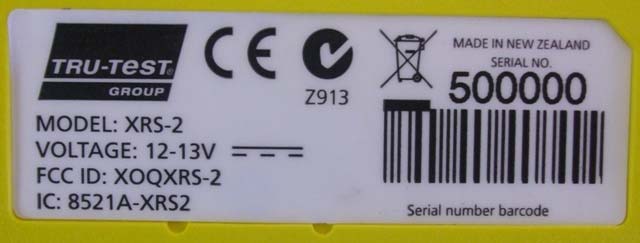 TRU-TEST
GROUP
CE
Z913
MADE IN NEW ZEALAND
SERIAL NO.
500000
MODEL: XRS-2
VOLTAGE: 12-13V
FCC ID: XOQXRS-2
IC: 8521A-XRS2
Serial number barcode